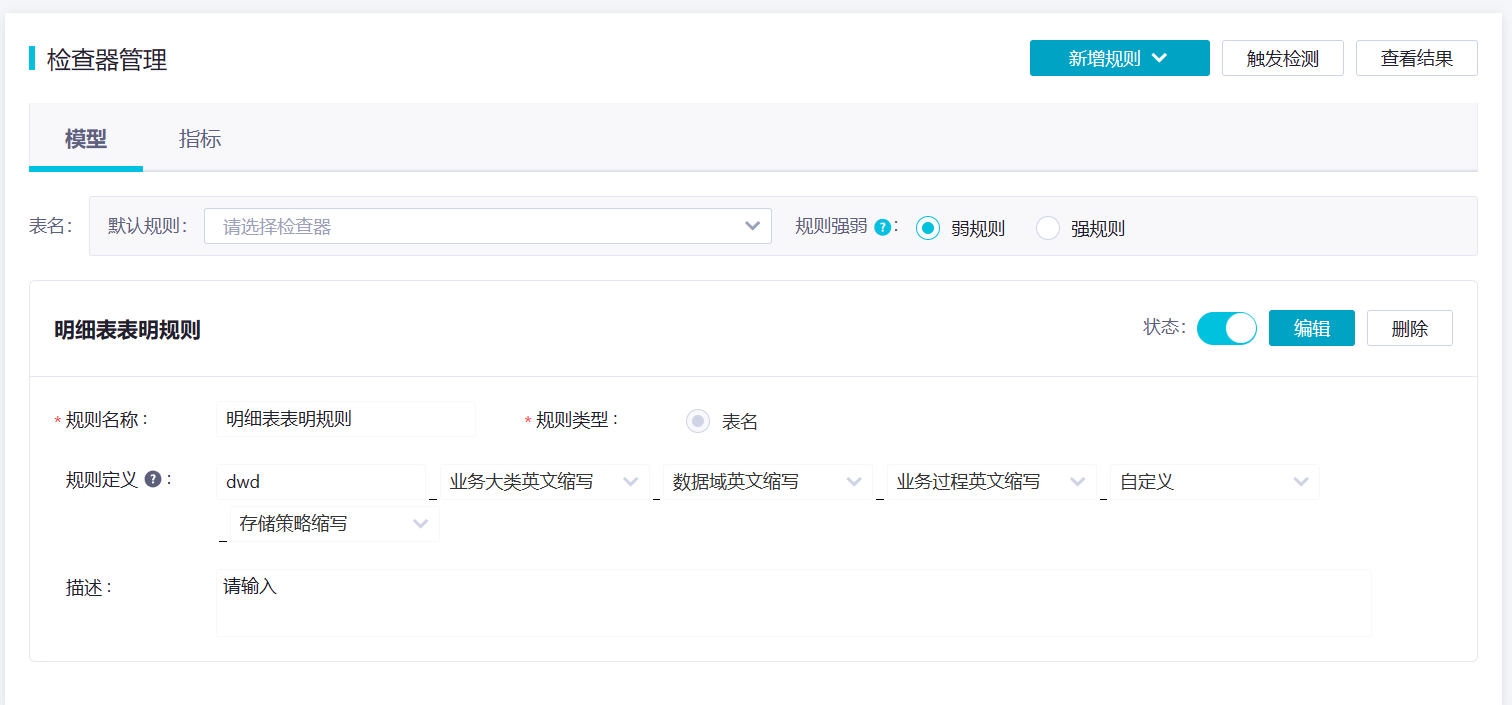 检查器管理
新增规则 触发检测 查看结果
模型 指标
表名: 默认规则: 请选择检查器 规则强弱 ? : 弱规则 强规则
明细表表明规则 状态: 编辑 删除
* 规则名称 : 明细表表明规则 * 规则类型 : 表名
规则定义 ? : dwd _ 业务大类英文缩写 _ 数据域英文缩写 _ 业务过程英文缩写 _ 自定义
_ 存储策略缩写
描述 : 请输入